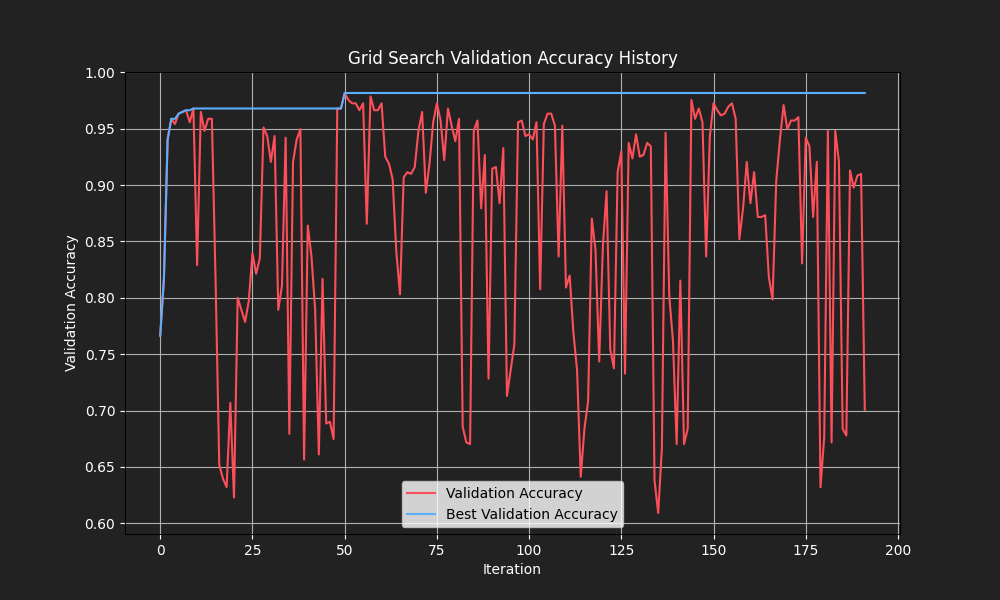 Grid Search Validation Accuracy History
Validation Accuracy
1.00
0.95
0.90
0.85
0.80
0.75
0.70
0.65
0.60
Validation Accuracy
Best Validation Accuracy
0 25 50 75 100 125 150 175 200
Iteration